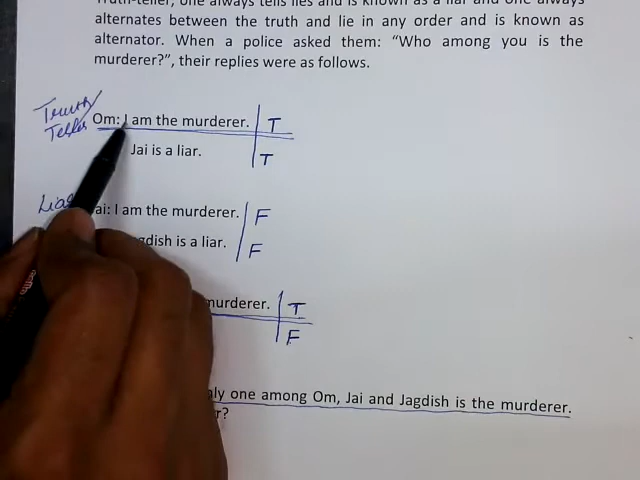 Truth-teller, one always tells lies and is known as a liar and one always
alternates between the truth and lie in any order and is known as
alternator. When a police asked them: “Who among you is the
murderer?”, their replies were as follows.
Truth
Teller
Om: I am the murderer. T
Jai is a liar. T
ai: I am the murderer. F
gdish is a liar. F
murderer. T
F
nly one among Om, Jai and Jagdish is the murderer.
r?